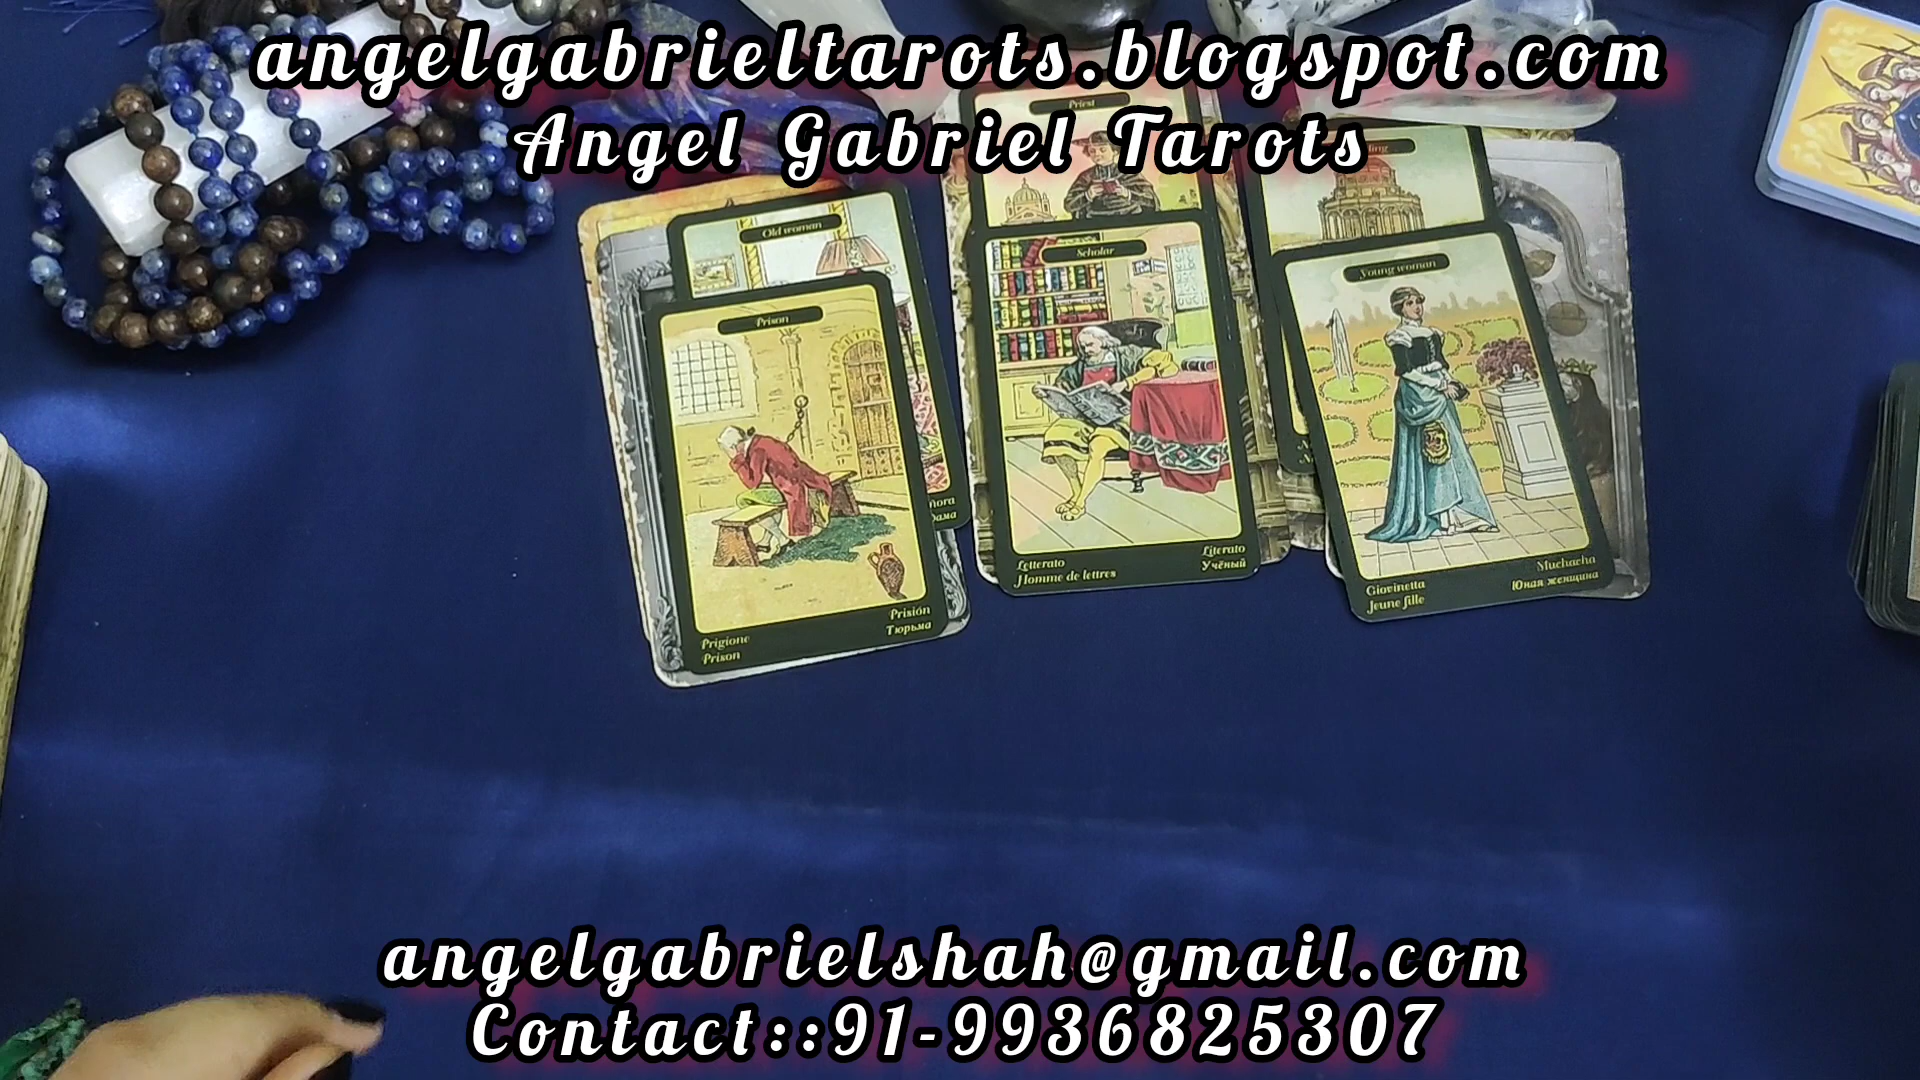 angelgabrieltarots.blogspot.com
Angel Gabriel Tarots
Priest
Old woman
Scholar
Young woman
Prison
Letterato
Homme de lettres
Literato
Учёный
Giovinetta
Jeune fille
Muchacha
Юная женщина
Prigione
Prison
Prisión
Тюрьма
angelgabrielshah@gmail.com
Contact::91-9936825307